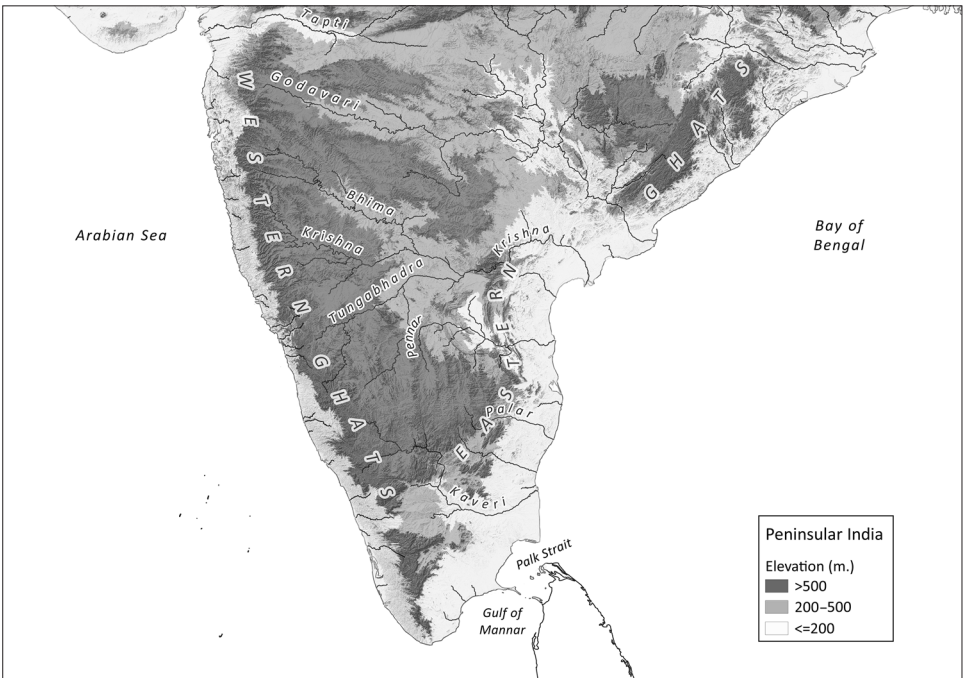 Tapti
Godavari
WESTERN GHATS
Bhima
Krishna
Tungabhadra
Pennar
Krishna
EASTERN GHATS
Palar
Kaveri
Arabian Sea
Bay of
Bengal
Palk Strait
Gulf of
Mannar
Peninsular India
Elevation (m.)
>500
200–500
<=200